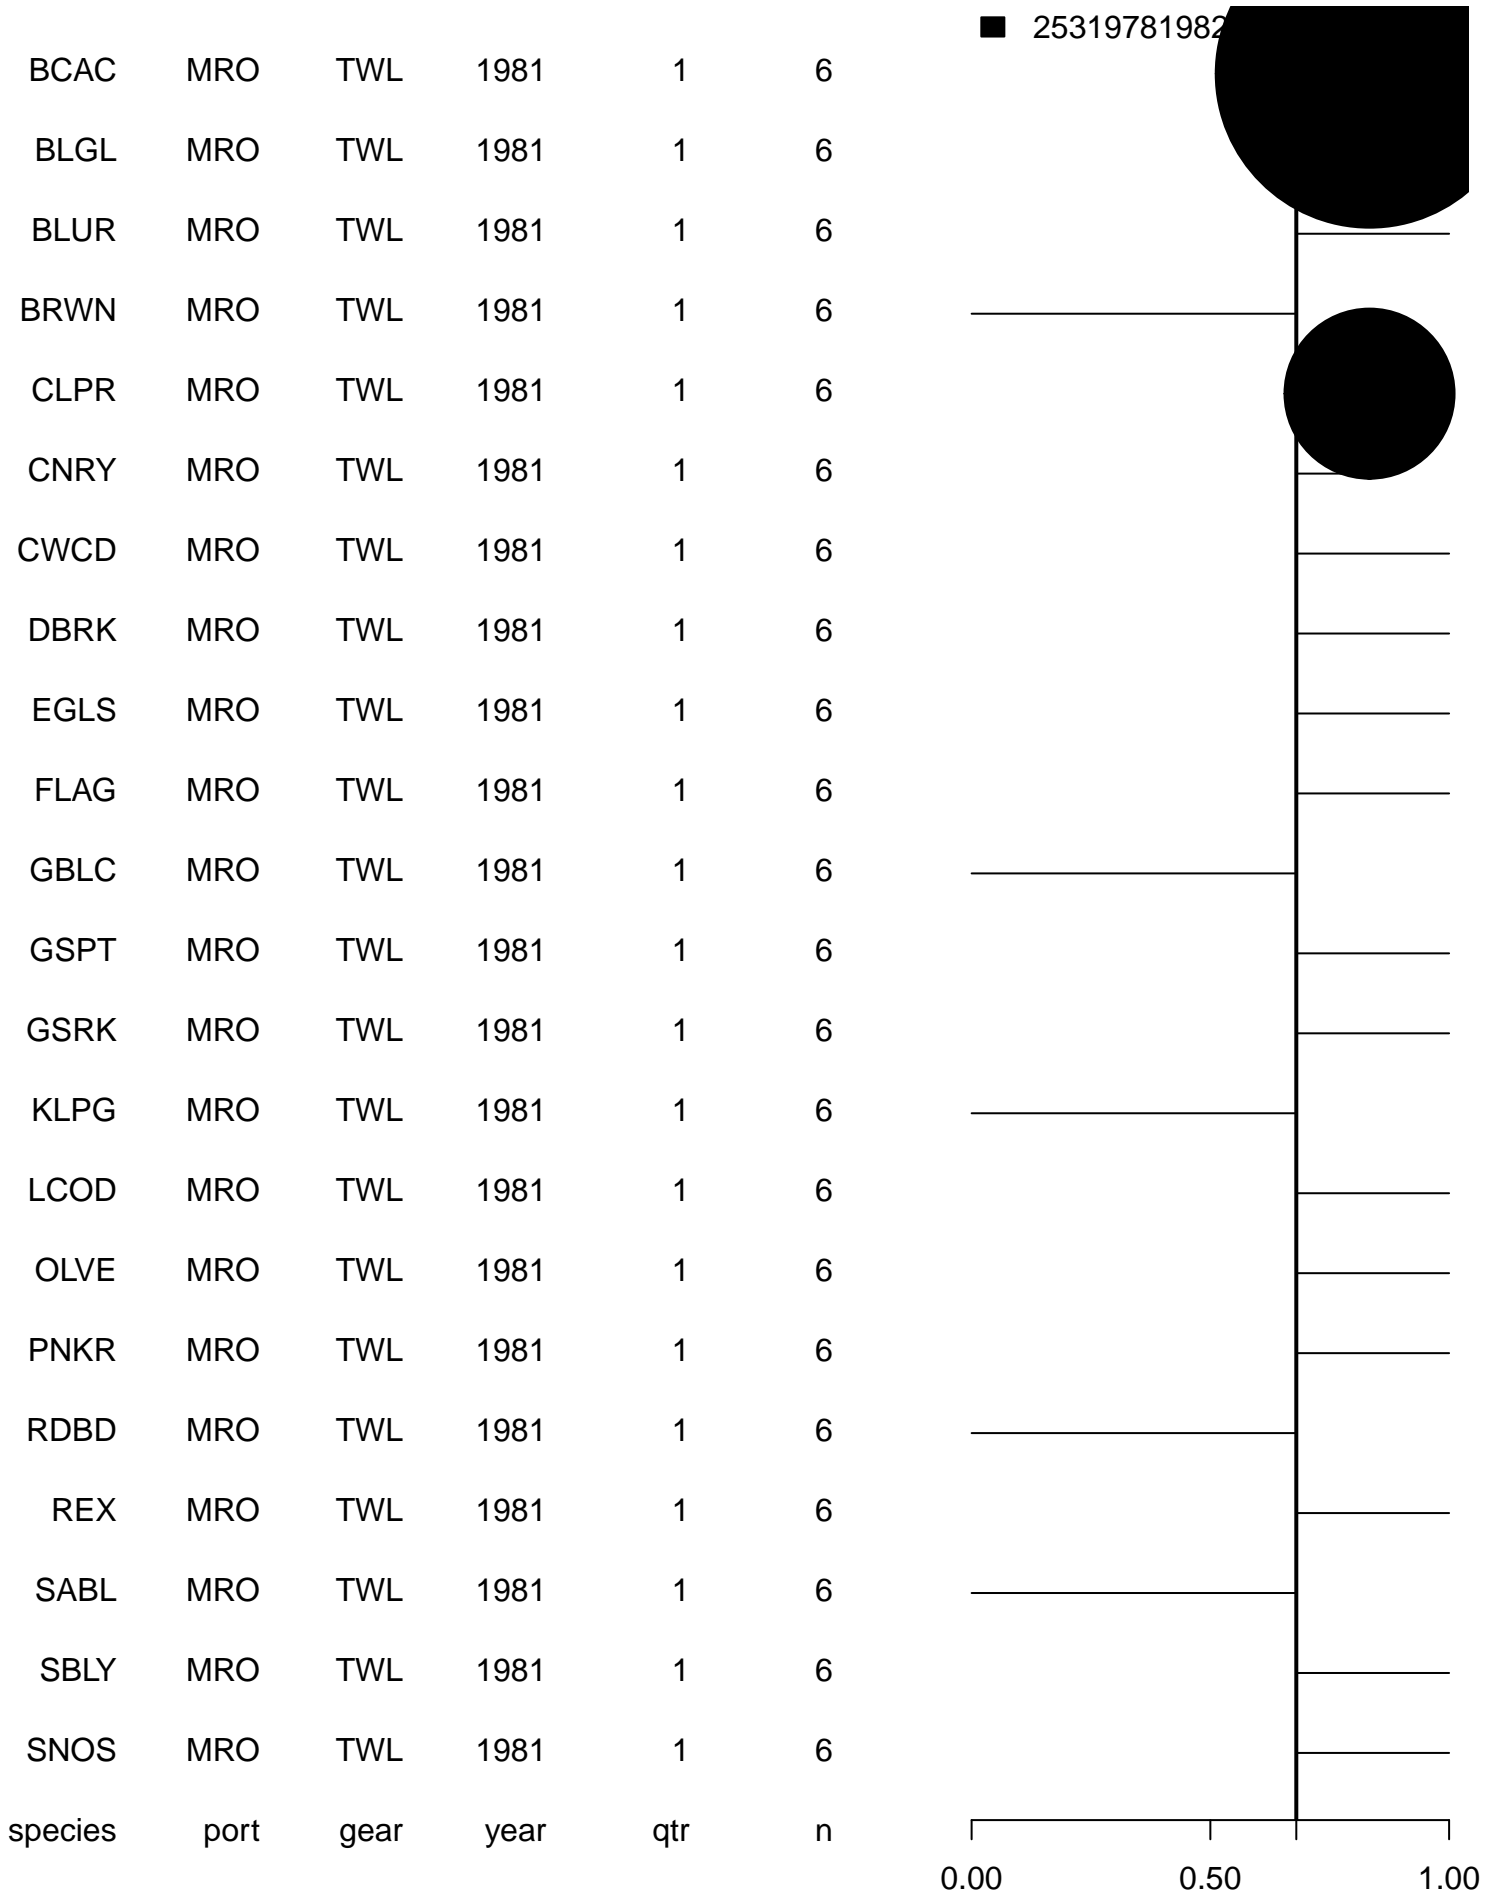 25319781982
BCAC MRO TWL 1981 1 6
BLGL MRO TWL 1981 1 6
BLUR MRO TWL 1981 1 6
BRWN MRO TWL 1981 1 6
CLPR MRO TWL 1981 1 6
CNRY MRO TWL 1981 1 6
CWCD MRO TWL 1981 1 6
DBRK MRO TWL 1981 1 6
EGLS MRO TWL 1981 1 6
FLAG MRO TWL 1981 1 6
GBLC MRO TWL 1981 1 6
GSPT MRO TWL 1981 1 6
GSRK MRO TWL 1981 1 6
KLPG MRO TWL 1981 1 6
LCOD MRO TWL 1981 1 6
OLVE MRO TWL 1981 1 6
PNKR MRO TWL 1981 1 6
RDBD MRO TWL 1981 1 6
REX MRO TWL 1981 1 6
SABL MRO TWL 1981 1 6
SBLY MRO TWL 1981 1 6
SNOS MRO TWL 1981 1 6
species port gear year qtr n
0.00 0.50 1.00